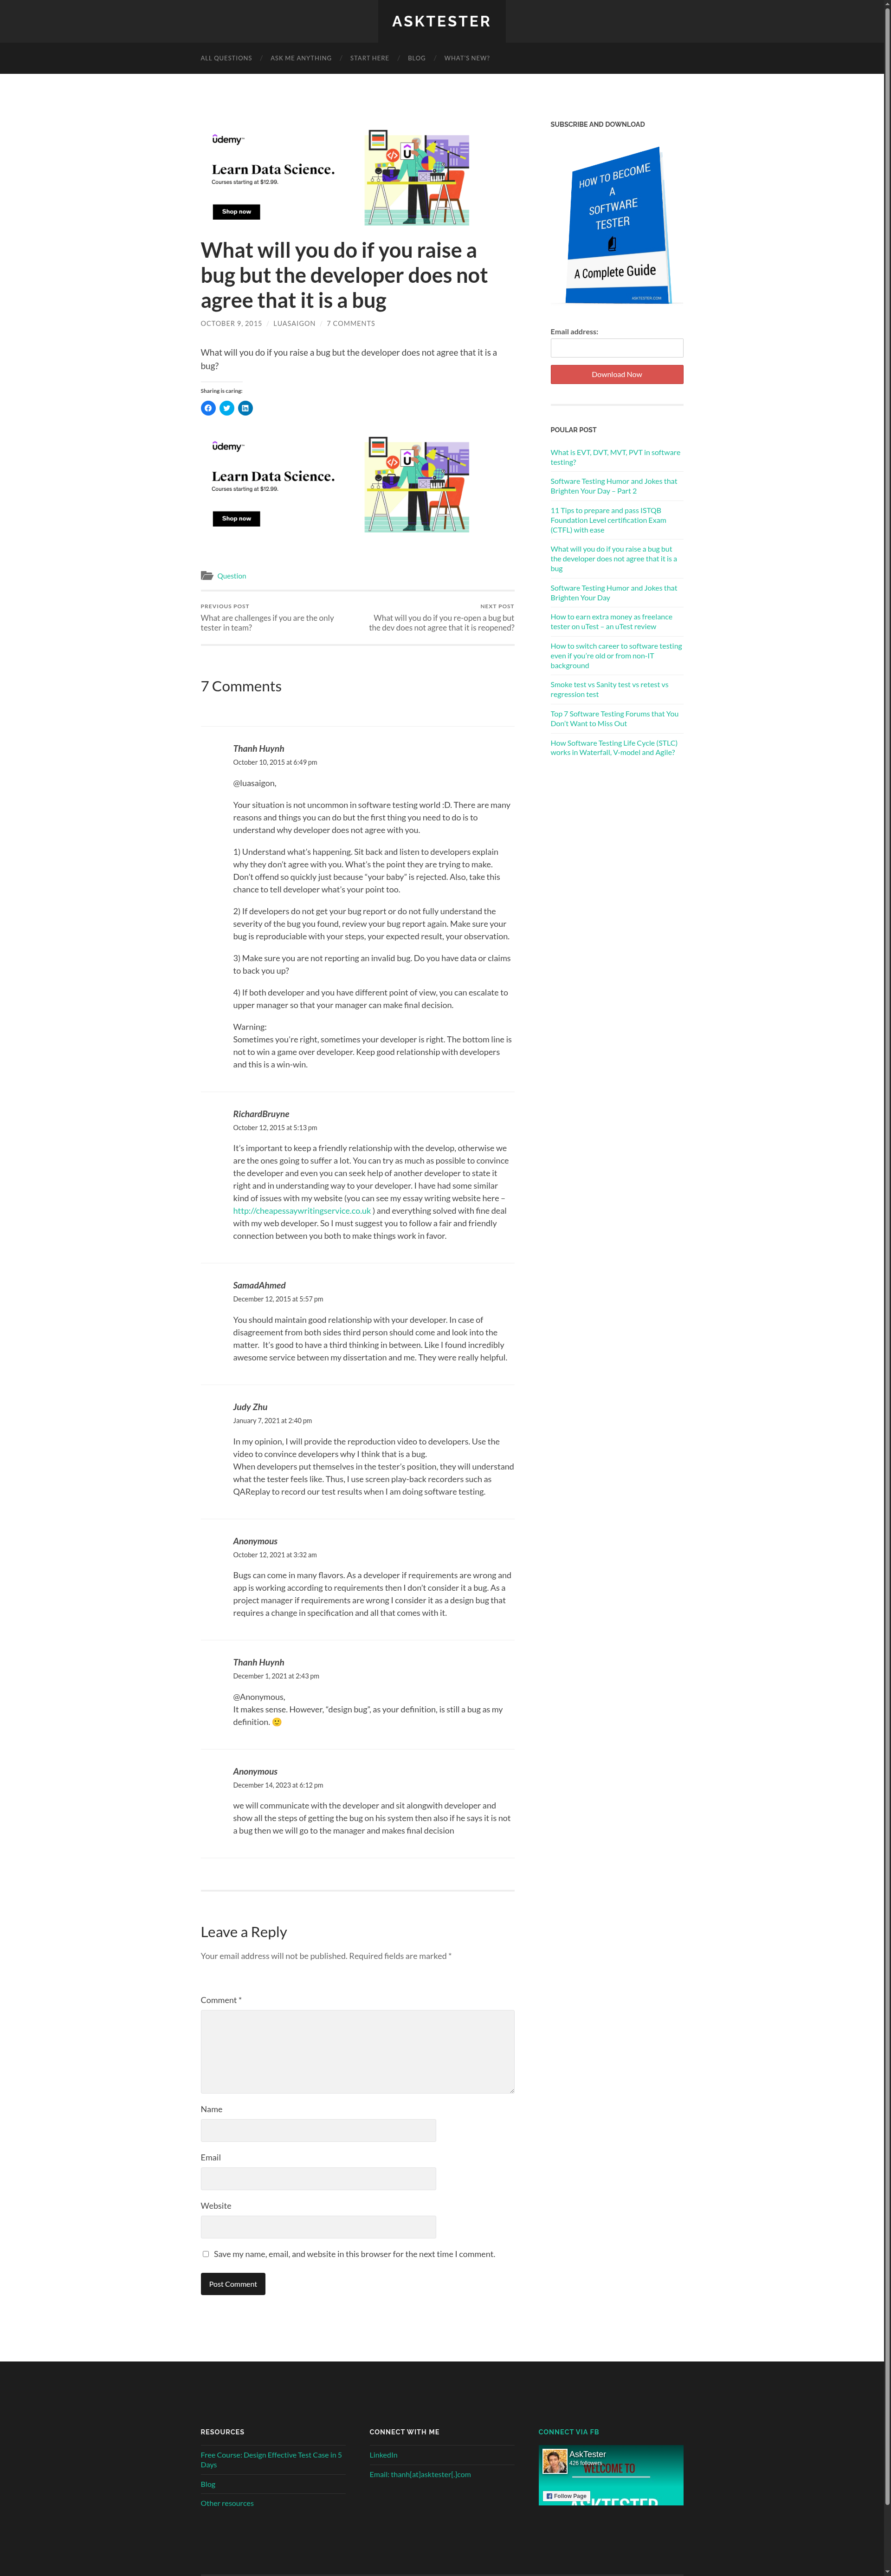 ASKTESTER
ALL QUESTIONS / ASK ME ANYTHING / START HERE / BLOG / WHAT'S NEW?
udemy
Learn Data Science.
Courses starting at $12.99.
Shop now
What will you do if you raise a
bug but the developer does not
agree that it is a bug
OCTOBER 9, 2015 / LUASAIGON / 7 COMMENTS
What will you do if you raise a bug but the developer does not agree that it is a
bug?
Sharing is caring:
udemy
Learn Data Science.
Courses starting at $12.99.
Shop now
Question
PREVIOUS POST
What are challenges if you are the only
tester in team?
NEXT POST
What will you do if you re-open a bug but
the dev does not agree that it is reopened?
7 Comments
Thanh Huynh
October 10, 2015 at 6:49 pm
@luasaigon,
Your situation is not uncommon in software testing world :D. There are many
reasons and things you can do but the first thing you need to do is to
understand why developer does not agree with you.
1) Understand what's happening. Sit back and listen to developers explain
why they don't agree with you. What's the point they are trying to make.
Don't offend so quickly just because "your baby" is rejected. Also, take this
chance to tell developer what's your point too.
2) If developers do not get your bug report or do not fully understand the
severity of the bug you found, review your bug report again. Make sure your
bug is reproduciable with your steps, your expected result, your observation.
3) Make sure you are not reporting an invalid bug. Do you have data or claims
to back you up?
4) If both developer and you have different point of view, you can escalate to
upper manager so that your manager can make final decision.
Warning:
Sometimes you're right, sometimes your developer is right. The bottom line is
not to win a game over developer. Keep good relationship with developers
and this is a win-win.
RichardBruyne
October 12, 2015 at 5:13 pm
It's important to keep a friendly relationship with the develop, otherwise we
are the ones going to suffer a lot. You can try as much as possible to convince
the developer and even you can seek help of another developer to state it
right and in understanding way to your developer. I have had some similar
kind of issues with my website (you can see my essay writing website here –
http://cheapessaywritingservice.co.uk ) and everything solved with fine deal
with my web developer. So I must suggest you to follow a fair and friendly
connection between you both to make things work in favor.
SamadAhmed
December 12, 2015 at 5:57 pm
You should maintain good relationship with your developer. In case of
disagreement from both sides third person should come and look into the
matter.  It's good to have a third thinking in between. Like I found incredibly
awesome service between my dissertation and me. They were really helpful.
Judy Zhu
January 7, 2021 at 2:40 pm
In my opinion, I will provide the reproduction video to developers. Use the
video to convince developers why I think that is a bug.
When developers put themselves in the tester's position, they will understand
what the tester feels like. Thus, I use screen play-back recorders such as
QAReplay to record our test results when I am doing software testing.
Anonymous
October 12, 2021 at 3:32 am
Bugs can come in many flavors. As a developer if requirements are wrong and
app is working according to requirements then I don't consider it a bug. As a
project manager if requirements are wrong I consider it as a design bug that
requires a change in specification and all that comes with it.
Thanh Huynh
December 1, 2021 at 2:43 pm
@Anonymous,
It makes sense. However, "design bug", as your definition, is still a bug as my
definition. 🙂
Anonymous
December 14, 2023 at 6:12 pm
we will communicate with the developer and sit alongwith developer and
show all the steps of getting the bug on his system then also if he says it is not
a bug then we will go to the manager and makes final decision
Leave a Reply
Your email address will not be published. Required fields are marked *
Comment *
Name
Email
Website
Save my name, email, and website in this browser for the next time I comment.
Post Comment
SUBSCRIBE AND DOWNLOAD
HOW TO BECOME
A
SOFTWARE
TESTER
A Complete Guide
ASKTESTER.COM
Email address:
Download Now
POULAR POST
What is EVT, DVT, MVT, PVT in software
testing?
Software Testing Humor and Jokes that
Brighten Your Day – Part 2
11 Tips to prepare and pass ISTQB
Foundation Level certification Exam
(CTFL) with ease
What will you do if you raise a bug but
the developer does not agree that it is a
bug
Software Testing Humor and Jokes that
Brighten Your Day
How to earn extra money as freelance
tester on uTest – an uTest review
How to switch career to software testing
even if you're old or from non-IT
background
Smoke test vs Sanity test vs retest vs
regression test
Top 7 Software Testing Forums that You
Don't Want to Miss Out
How Software Testing Life Cycle (STLC)
works in Waterfall, V-model and Agile?
RESOURCES
Free Course: Design Effective Test Case in 5
Days
Blog
Other resources
CONNECT WITH ME
LinkedIn
Email: thanh[at]asktester[.]com
CONNECT VIA FB
AskTester
426 followers
WELCOME TO
ASKTESTER
Follow Page